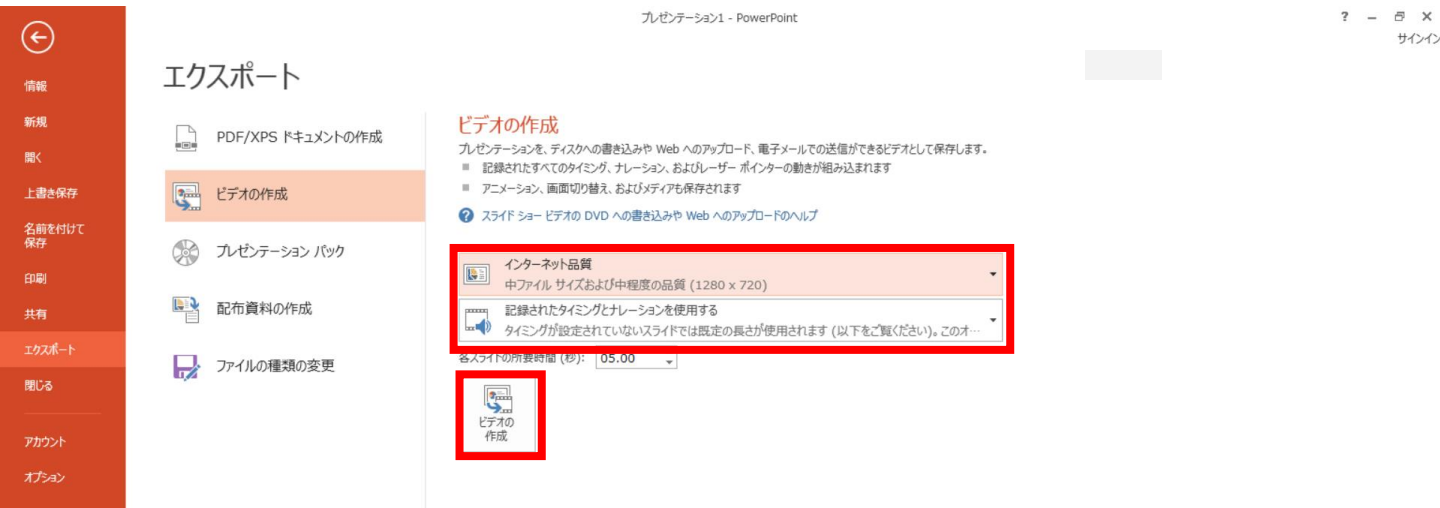 プレゼンテーション1 - PowerPoint
? – X
サインイン
情報
新規
開く
上書き保存
名前を付けて
保存
印刷
共有
エクスポート
閉じる
アカウント
オプション
エクスポート
PDF/XPS ドキュメントの作成
ビデオの作成
プレゼンテーション パック
配布資料の作成
ファイルの種類の変更
ビデオの作成
プレゼンテーションを、ディスクへの書き込みや Web へのアップロード、電子メールでの送信ができるビデオとして保存します。
記録されたすべてのタイミング、ナレーション、およびレーザー ポインターの動きが組み込まれます
アニメーション、画面切り替え、およびメディアも保存されます
スライド ショー ビデオの DVD への書き込みや Web へのアップロードのヘルプ
インターネット品質
中ファイル サイズおよび中程度の品質 (1280 x 720)
記録されたタイミングとナレーションを使用する
タイミングが設定されていないスライドでは既定の長さが使用されます (以下をご覧ください)。このオ…
各スライドの所要時間 (秒): 05.00
ビデオの
作成